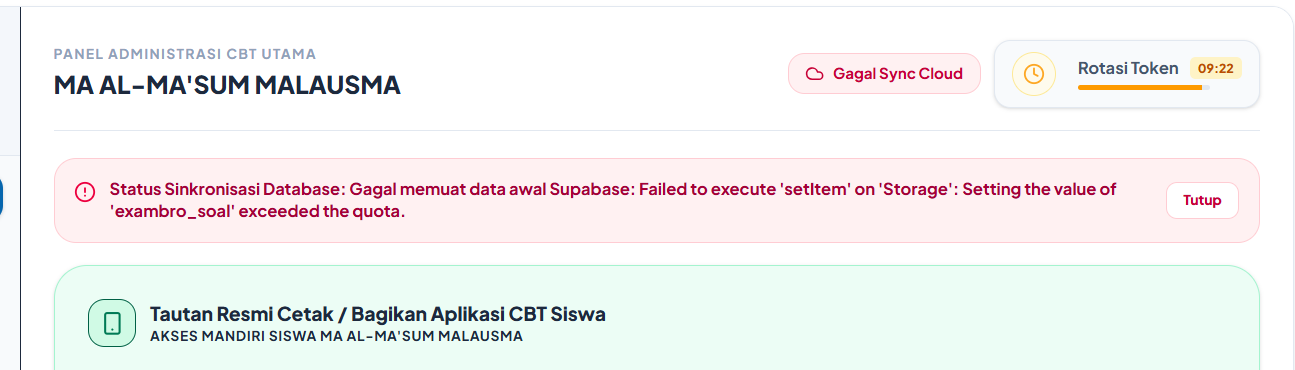 PANEL ADMINISTRASI CBT UTAMA
MA AL-MA'SUM MALAUSMA
Gagal Sync Cloud
Rotasi Token 09:22
Status Sinkronisasi Database: Gagal memuat data awal Supabase: Failed to execute 'setItem' on 'Storage': Setting the value of
'exambro_soal' exceeded the quota.
Tutup
Tautan Resmi Cetak / Bagikan Aplikasi CBT Siswa
AKSES MANDIRI SISWA MA AL-MA'SUM MALAUSMA